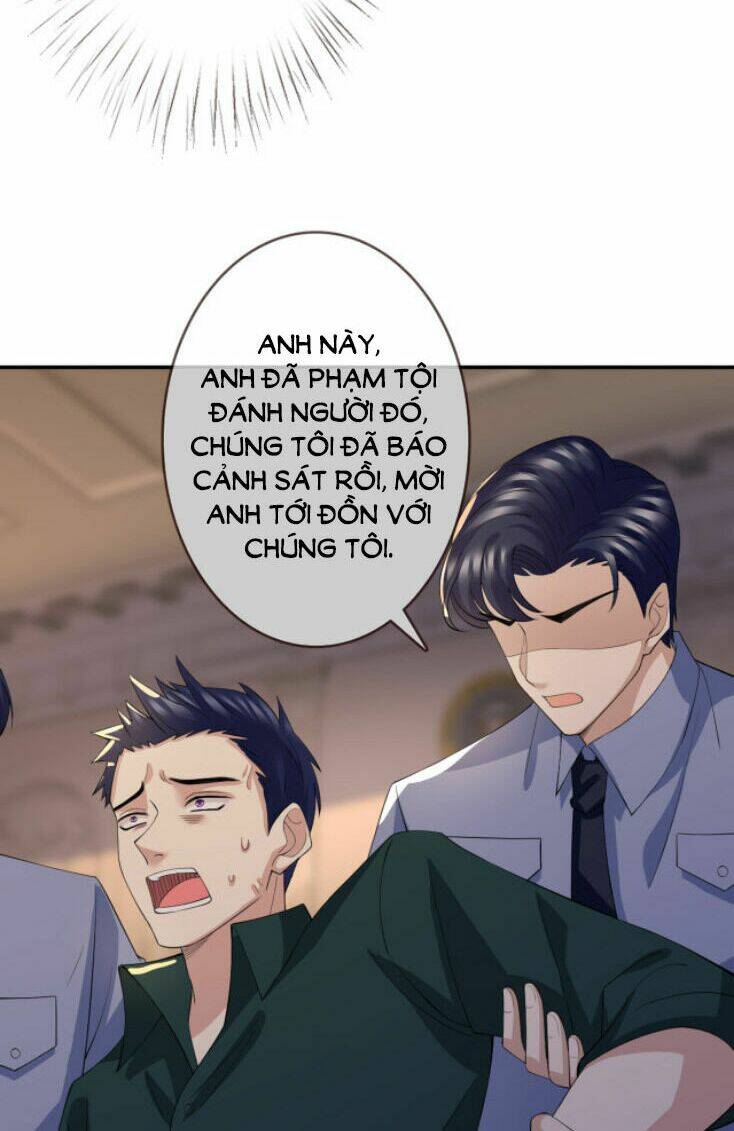 ANH NÀY,
ANH ĐÃ PHẠM TỘI
ĐÁNH NGƯỜI ĐÓ,
CHÚNG TÔI ĐÃ BÁO
CẢNH SÁT RỒI, MỜI
ANH TỚI ĐỒN VỚI
CHÚNG TÔI.